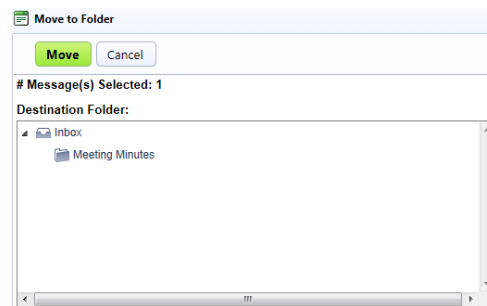 Move to Folder
Move Cancel
# Message(s) Selected: 1
Destination Folder:
Inbox
Meeting Minutes